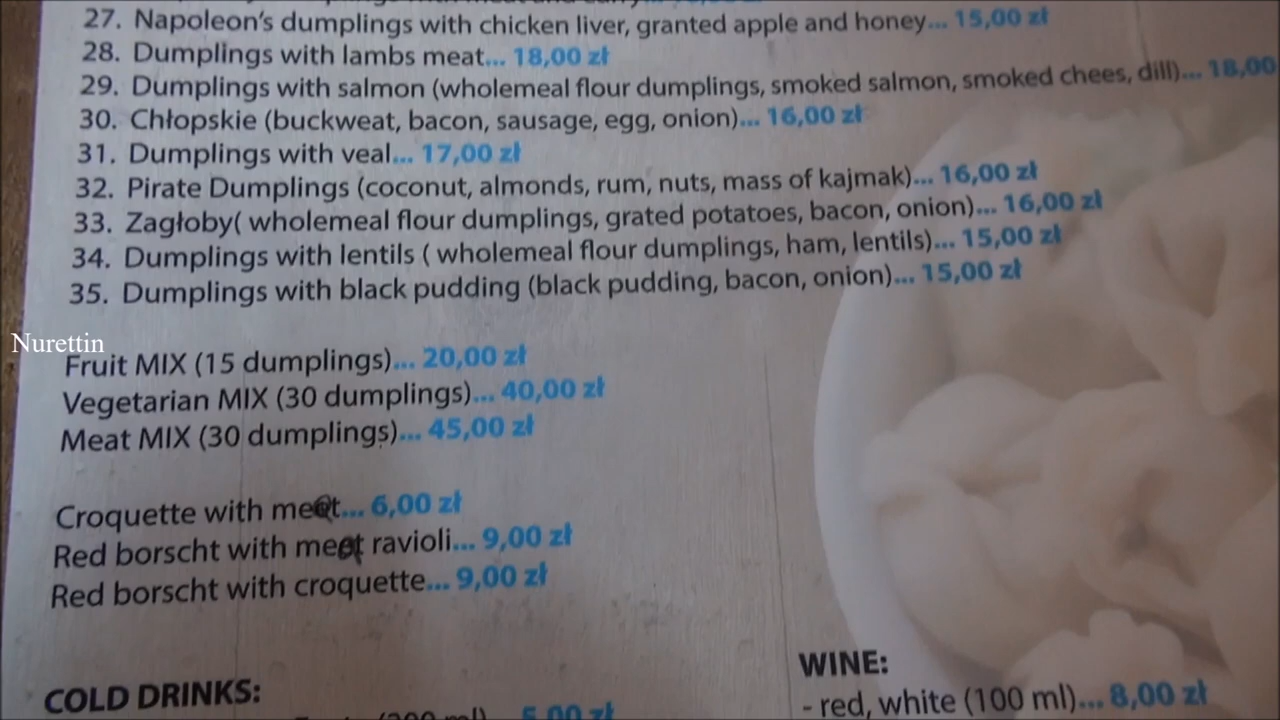 27. Napoleon's dumplings with chicken liver, granted apple and honey... 15,00 zł
28. Dumplings with lambs meat... 18,00 zł
29. Dumplings with salmon (wholemeal flour dumplings, smoked salmon, smoked chees, dill)... 18,00
30. Chłopskie (buckweat, bacon, sausage, egg, onion)... 16,00 zł
31. Dumplings with veal... 17,00 zł
32. Pirate Dumplings (coconut, almonds, rum, nuts, mass of kajmak)... 16,00 zł
33. Zagłoby( wholemeal flour dumplings, grated potatoes, bacon, onion)... 16,00 zł
34. Dumplings with lentils ( wholemeal flour dumplings, ham, lentils)... 15,00 zł
35. Dumplings with black pudding (black pudding, bacon, onion)... 15,00 zł
Nurettin
Fruit MIX (15 dumplings)... 20,00 zł
Vegetarian MIX (30 dumplings)... 40,00 zł
Meat MIX (30 dumplings)... 45,00 zł
Croquette with meat... 6,00 zł
Red borscht with meat ravioli... 9,00 zł
Red borscht with croquette... 9,00 zł
COLD DRINKS:
5,00 zł
WINE:
- red, white (100 ml)... 8,00 zł